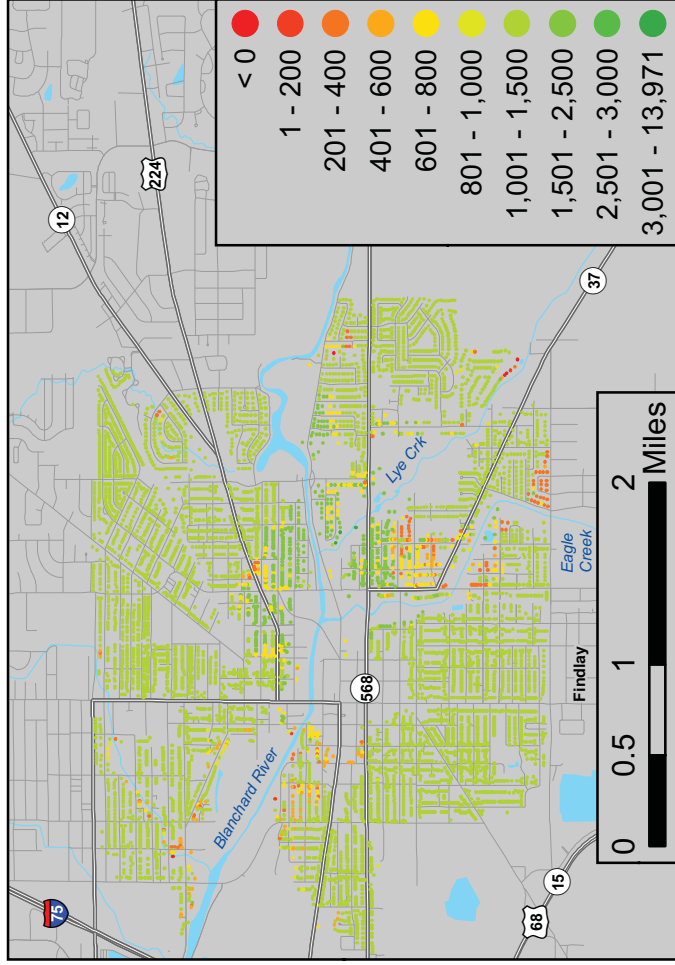 < 0
1 - 200
201 - 400
401 - 600
601 - 800
801 - 1,000
1,001 - 1,500
1,501 - 2,500
2,501 - 3,000
3,001 - 13,971
75
12
224
Blanchard River
568
Lye Crk
37
Eagle
Creek
Findlay
68
15
0 0.5 1 2
Miles